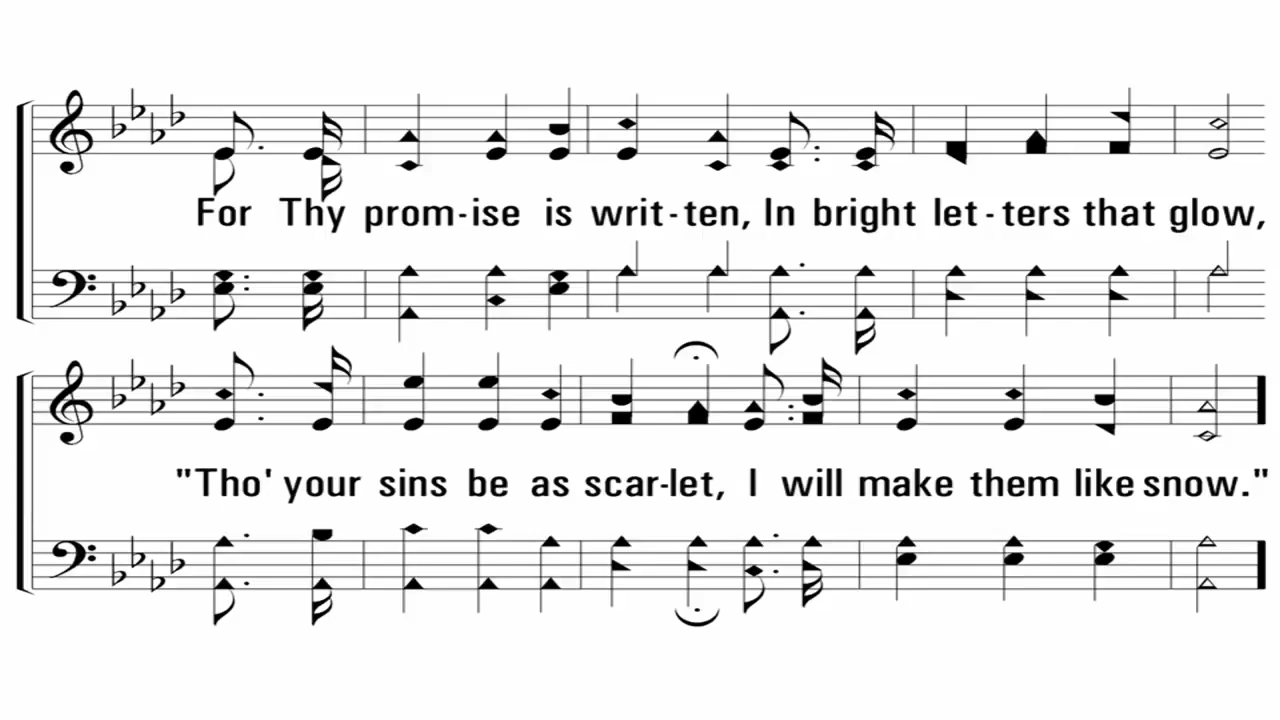 For Thy prom-ise is writ-ten, In bright let-ters that glow,
"Tho' your sins be as scar-let, I will make them like snow."